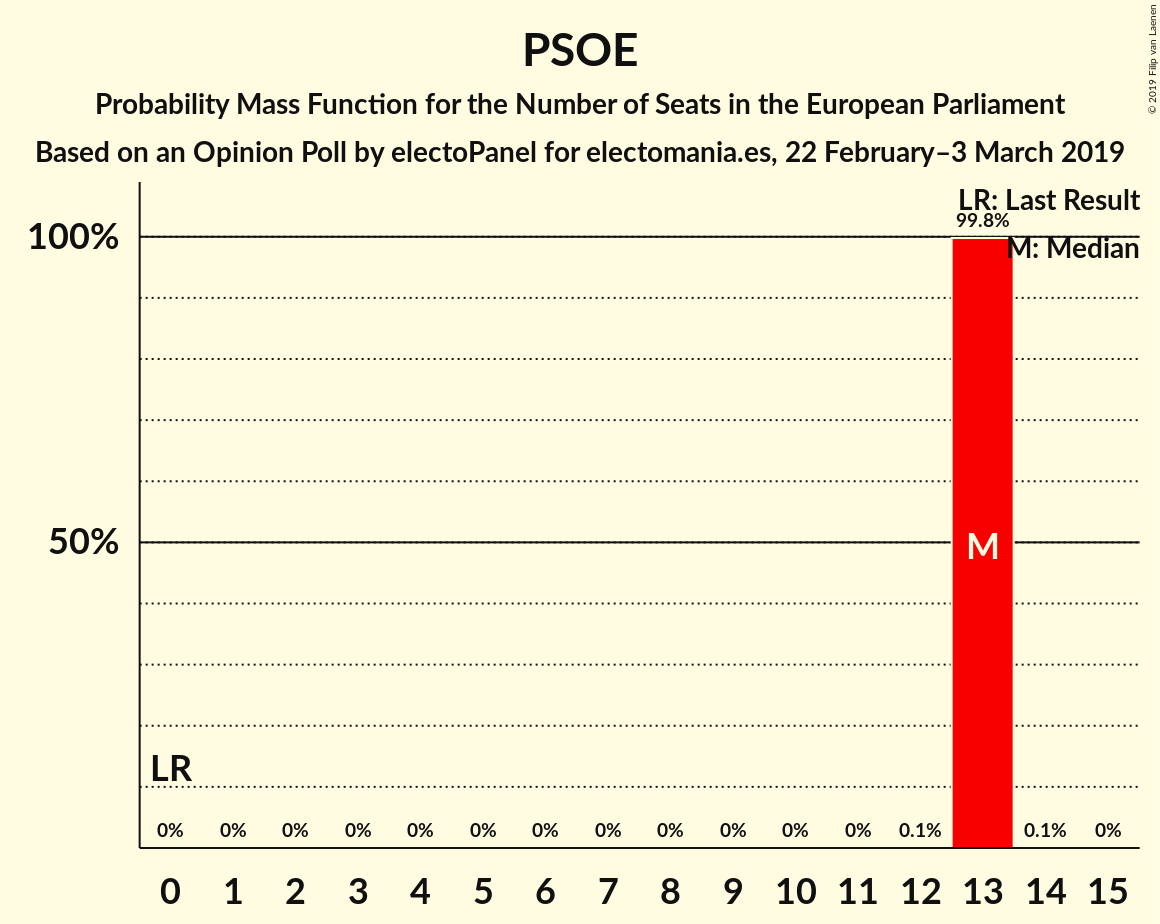 PSOE
Probability Mass Function for the Number of Seats in the European Parliament
Based on an Opinion Poll by electoPanel for electomania.es, 22 February–3 March 2019
© 2019 Filip van Laenen
LR: Last Result
99.8%
100%
M: Median
50%
M
LR
0% 0% 0% 0% 0% 0% 0% 0% 0% 0% 0% 0% 0.1% 0.1% 0%
0 1 2 3 4 5 6 7 8 9 10 11 12 13 14 15